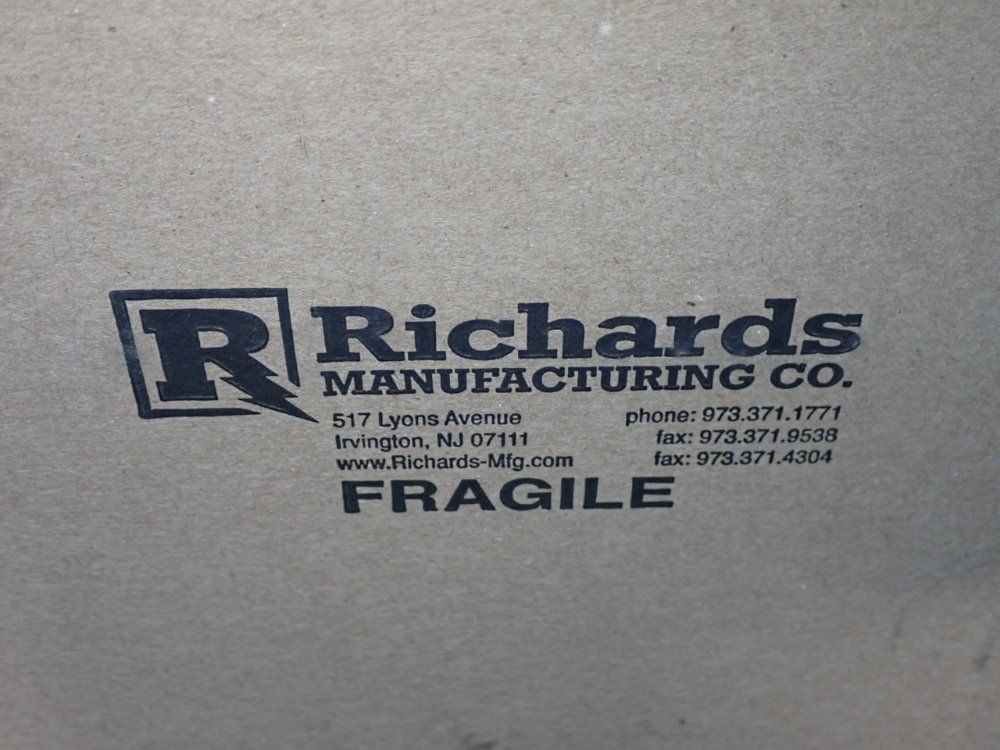 R Richards
MANUFACTURING CO.
517 Lyons Avenue phone: 973.371.1771
Irvington, NJ 07111 fax: 973.371.9538
www.Richards-Mfg.com fax: 973.371.4304
FRAGILE